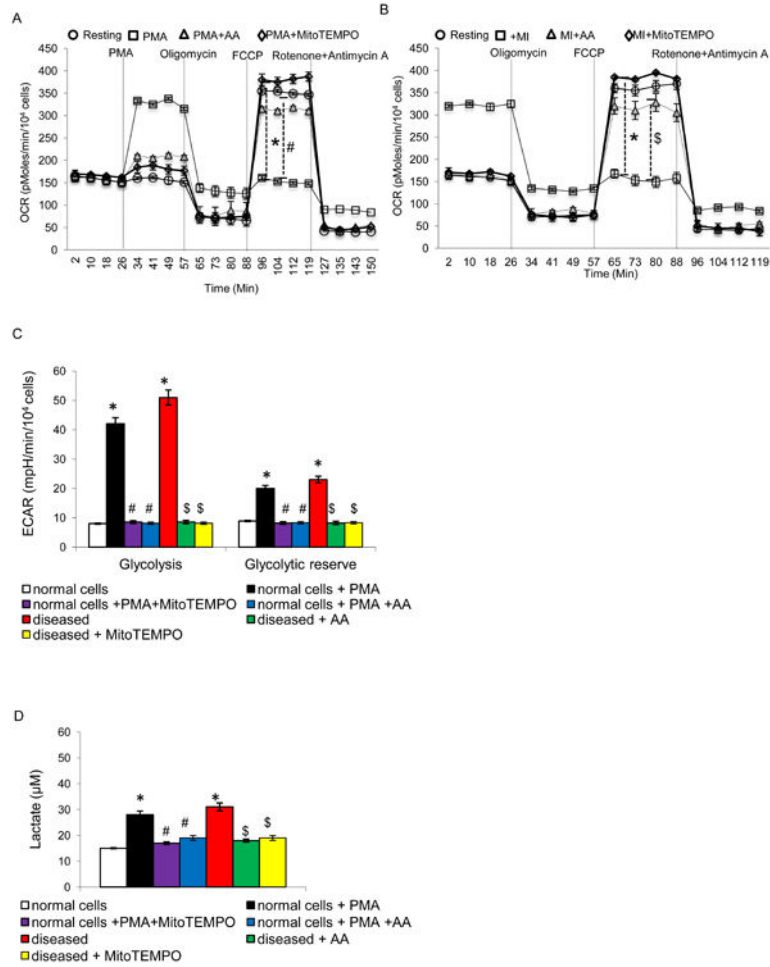 A
Resting PMA PMA+AA PMA+MitoTEMPO
PMA Oligomycin FCCP Rotenone+Antimycin A
OCR (pMoles/min/10⁴ cells)
450
400
350
300
250
200
150
100
50
0
* #
2 10 18 26 34 41 49 57 65 73 80 88 96 104 112 119 127 135 143 150
Time (Min)
B
Resting +MI MI+AA MI+MitoTEMPO
Oligomycin FCCP Rotenone+Antimycin A
OCR (pMoles/min/10⁴ cells)
450
400
350
300
250
200
150
100
50
0
* $
2 10 18 26 34 41 49 57 65 73 80 88 96 104 112 119
Time (Min)
C
ECAR (mpH/min/10⁴ cells)
60
50
40
30
20
10
0
* # # * $ $ * # # * $ $
Glycolysis Glycolytic reserve
normal cells normal cells + PMA
normal cells +PMA+MitoTEMPO normal cells + PMA +AA
diseased diseased + AA
diseased + MitoTEMPO
D
Lactate (µM)
60
50
40
30
20
10
0
* # # * $ $
normal cells normal cells + PMA
normal cells +PMA+MitoTEMPO normal cells + PMA +AA
diseased diseased + AA
diseased + MitoTEMPO